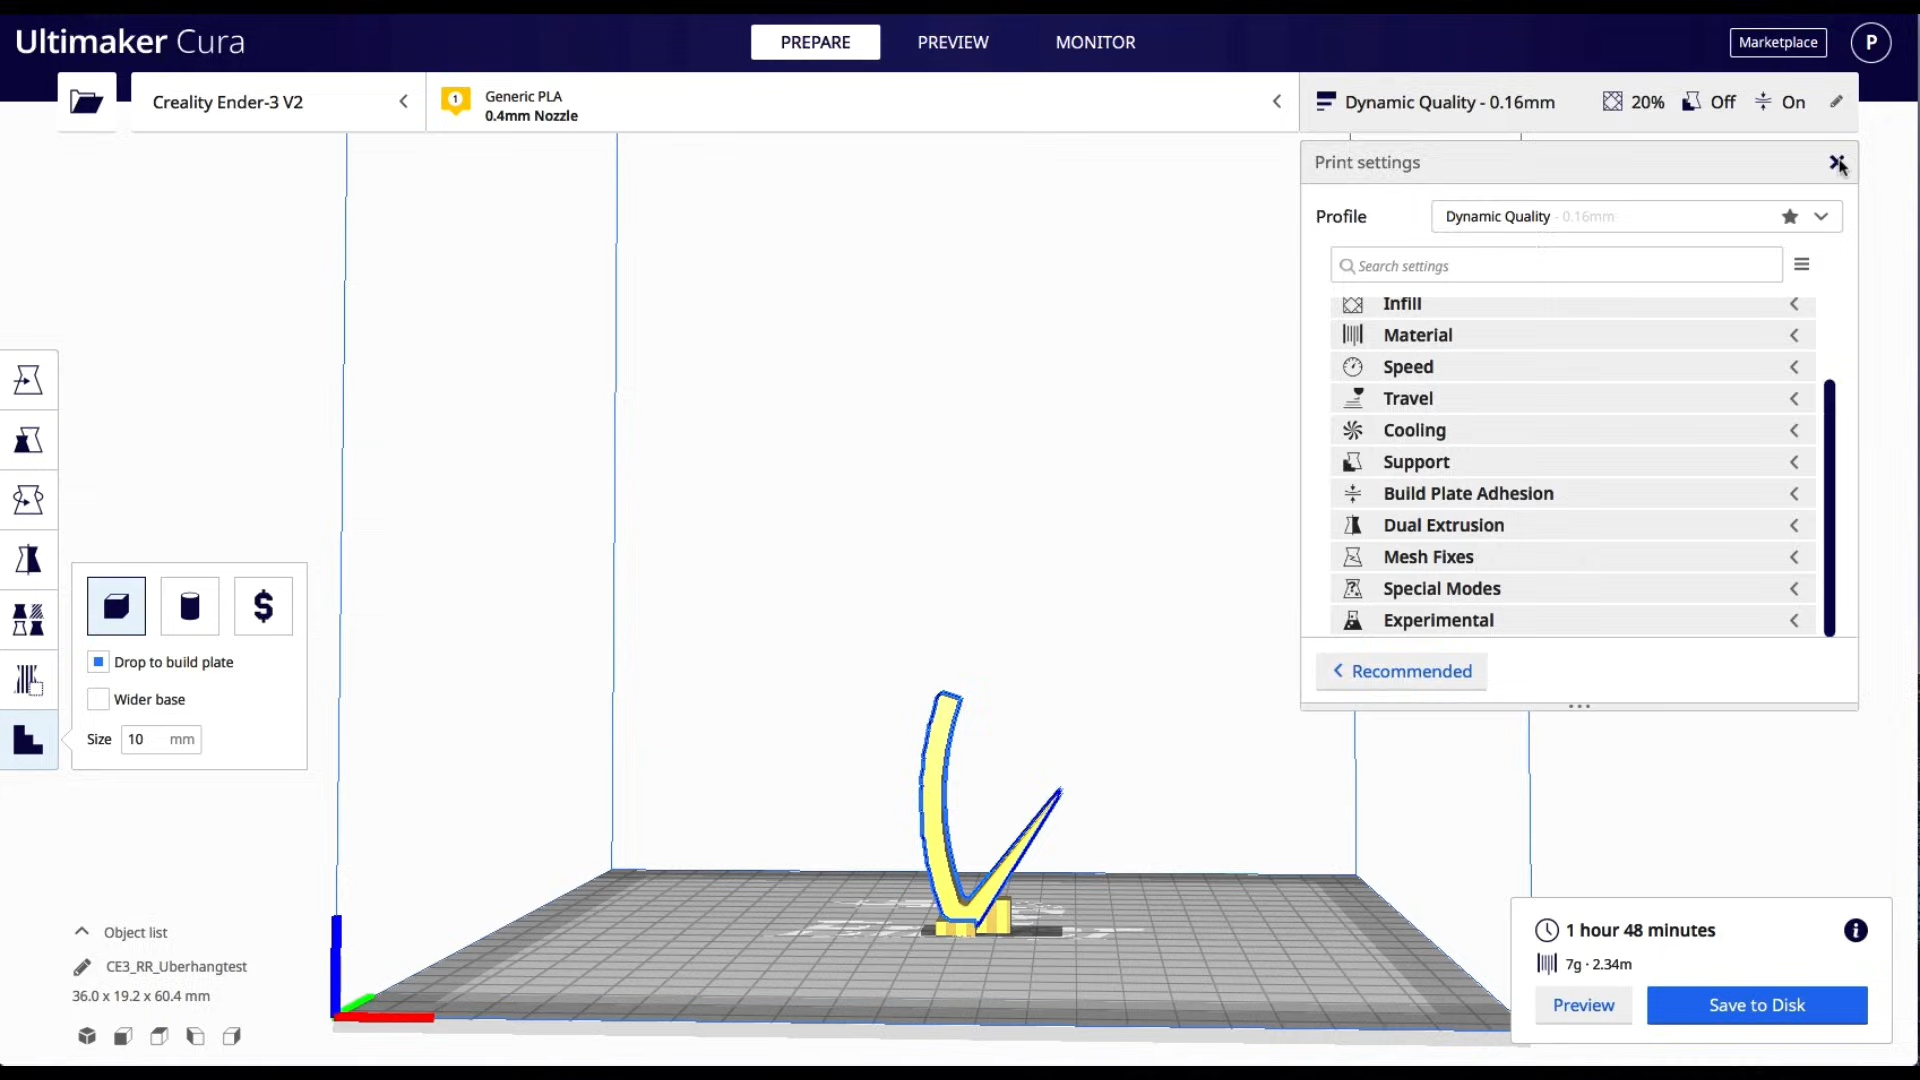 Ultimaker Cura
PREPARE
PREVIEW
MONITOR
Marketplace
P
Creality Ender-3 V2
1
Generic PLA
0.4mm Nozzle
Dynamic Quality - 0.16mm
20%
Off
On
Print settings
Profile
Dynamic Quality - 0.16mm
Search settings
Infill
Material
Speed
Travel
Cooling
Support
Build Plate Adhesion
Dual Extrusion
Mesh Fixes
Special Modes
Experimental
Recommended
$
Drop to build plate
Wider base
Size 10 mm
Object list
CE3_RR_Uberhangtest
36.0 x 19.2 x 60.4 mm
1 hour 48 minutes
7g · 2.34m
Preview
Save to Disk